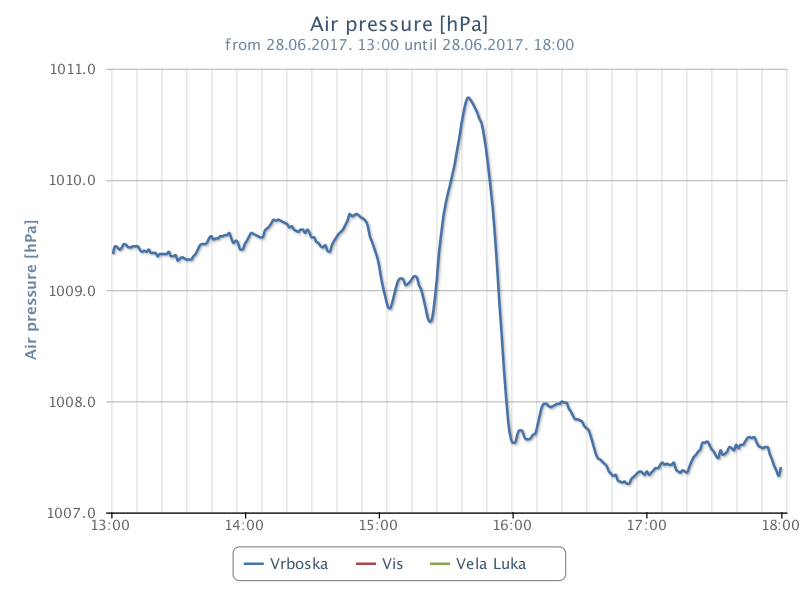 Air pressure [hPa]
from 28.06.2017. 13:00 until 28.06.2017. 18:00
1011.0
1010.0
1009.0
1008.0
1007.0
Air pressure [hPa]
13:00 14:00 15:00 16:00 17:00 18:00
Vrboska Vis Vela Luka